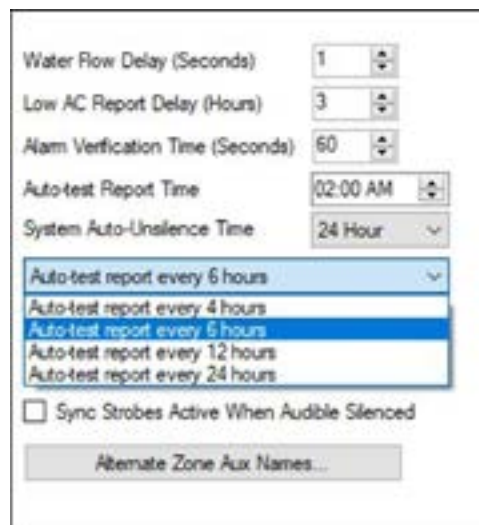 Water Flow Delay (Seconds) 1
Low AC Report Delay (Hours) 3
Alarm Verification Time (Seconds) 60
Auto-test Report Time 02:00 AM
System Auto-Unsilence Time 24 Hour
Auto-test report every 6 hours
Auto-test report every 4 hours
Auto-test report every 6 hours
Auto-test report every 12 hours
Auto-test report every 24 hours
Sync Strobes Active When Audible Silenced
Alternate Zone Aux Names...